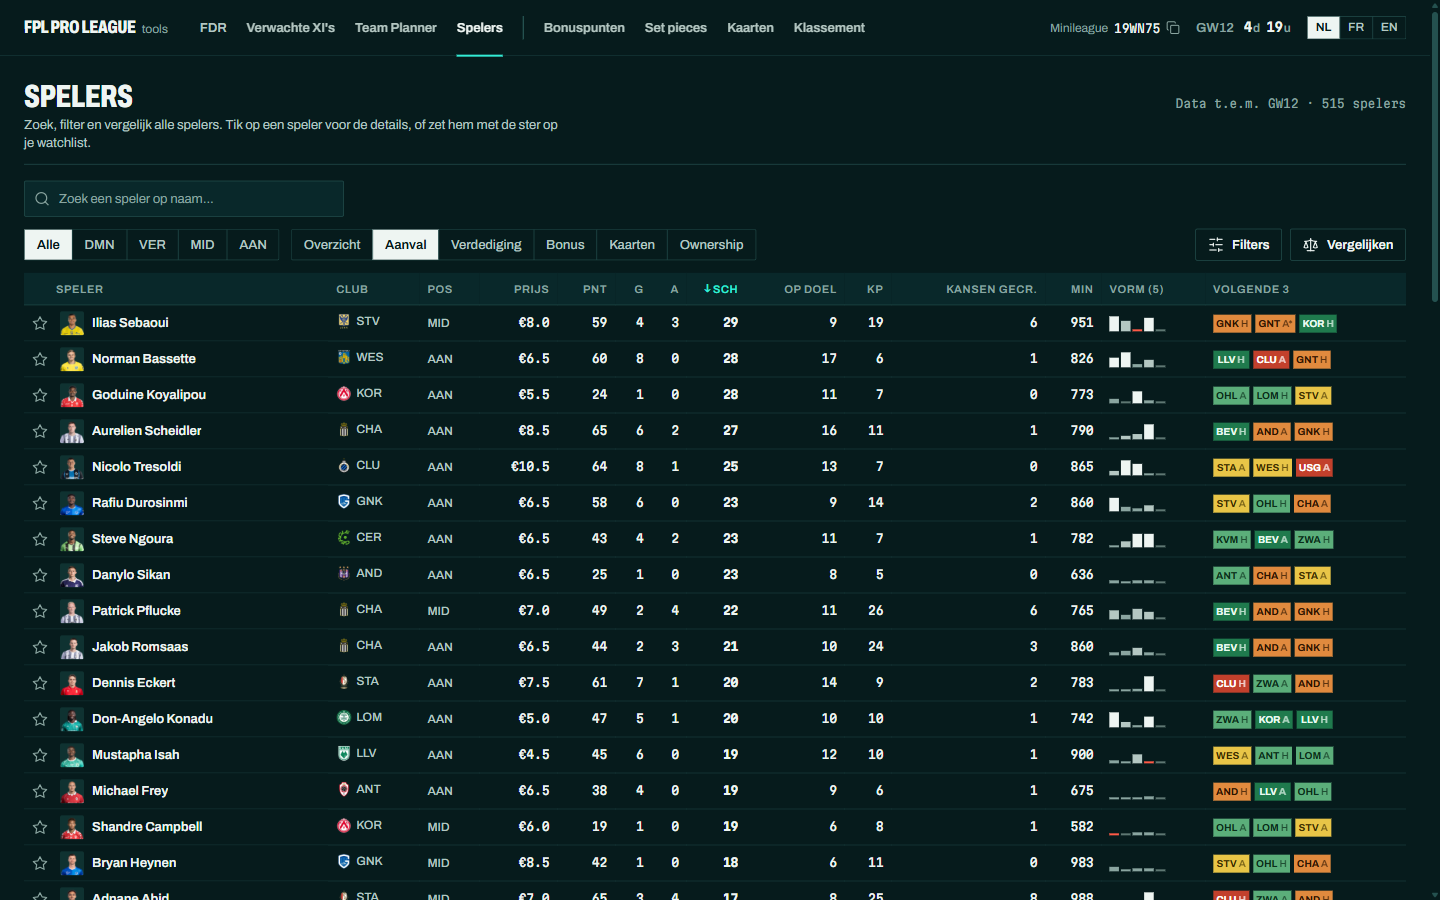 FPL PRO LEAGUE tools FDR Verwachte XI's Team Planner Spelers Bonuspunten Set pieces Kaarten Klassement Minileague 19WN75 GW12 4d 19u NL FR EN
SPELERS
Data t.e.m. GW12 · 515 spelers
Zoek, filter en vergelijk alle spelers. Tik op een speler voor de details, of zet hem met de ster op
je watchlist.
Zoek een speler op naam...
Alle DMN VER MID AAN Overzicht Aanval Verdediging Bonus Kaarten Ownership Filters Vergelijken
SPELER CLUB POS PRIJS PNT G A ↓SCH OP DOEL KP KANSEN GECR. MIN VORM (5) VOLGENDE 3
Ilias Sebaoui STV MID €8.0 59 4 3 29 9 19 6 951 GNK H GNT A* KOR H
Norman Bassette WES AAN €6.5 60 8 0 28 17 6 1 826 LLV H CLU A GNT H
Goduine Koyalipou KOR AAN €5.5 24 1 0 28 11 7 0 773 OHL A LOM H STV A
Aurelien Scheidler CHA AAN €8.5 65 6 2 27 16 11 1 790 BEV H AND A GNK H
Nicolo Tresoldi CLU AAN €10.5 64 8 1 25 13 7 0 865 STA A WES H USG A
Rafiu Durosinmi GNK AAN €6.5 58 6 0 23 9 14 2 860 STV A OHL H CHA A
Steve Ngoura CER AAN €6.5 43 4 2 23 11 7 1 782 KVM H BEV A ZWA H
Danylo Sikan AND AAN €6.5 25 1 0 23 8 5 0 636 ANT A CHA H STA A
Patrick Pflucke CHA MID €7.0 49 2 4 22 11 26 6 765 BEV H AND A GNK H
Jakob Romsaas CHA AAN €6.5 44 2 3 21 10 24 3 860 BEV H AND A GNK H
Dennis Eckert STA AAN €7.5 61 7 1 20 14 9 2 783 CLU H ZWA A AND H
Don-Angelo Konadu LOM AAN €5.0 47 5 1 20 10 10 1 742 ZWA H KOR A LLV H
Mustapha Isah LLV AAN €4.5 45 6 0 19 12 10 1 900 WES A ANT H LOM A
Michael Frey ANT AAN €6.5 38 4 0 19 9 6 1 675 AND H LLV A OHL H
Shandre Campbell KOR MID €6.0 19 1 0 19 6 8 1 582 OHL A LOM H STV A
Bryan Heynen GNK MID €8.5 42 1 0 18 6 11 0 983 STV A OHL H CHA A
Adnane Abid STA MID €7.0 65 3 4 17 8 25 8 988 CLU H ZWA A AND H